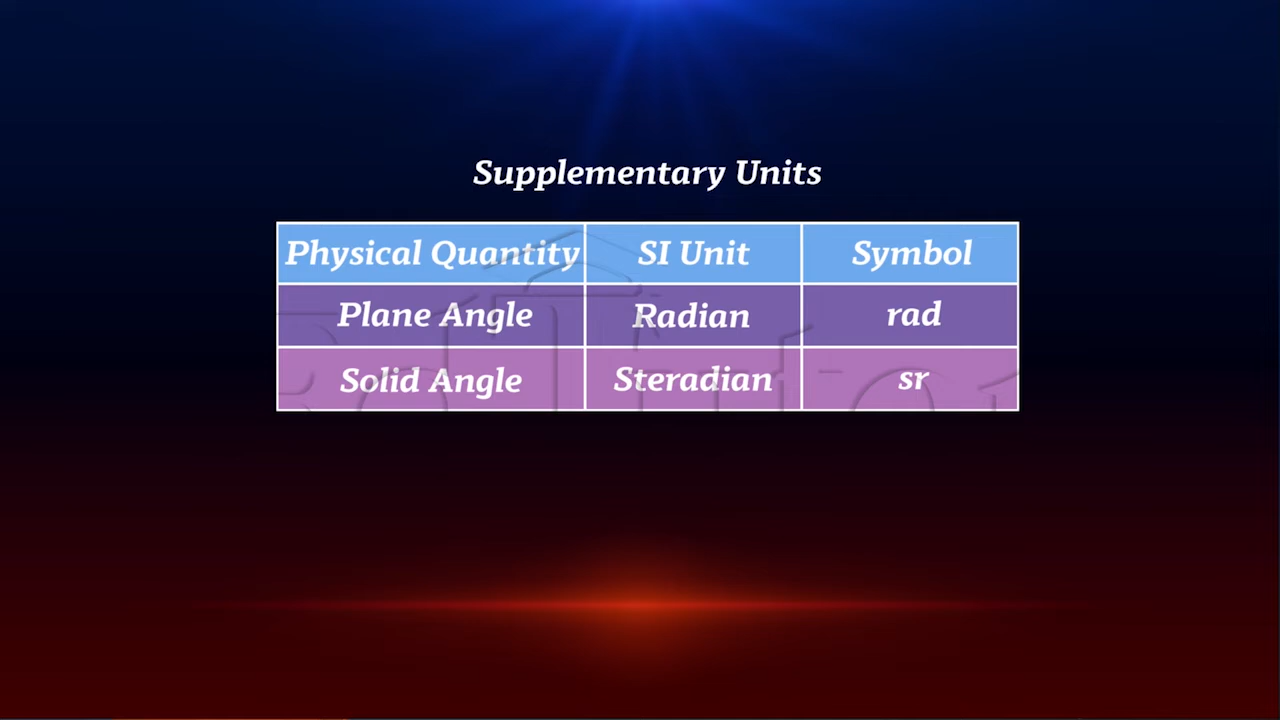 Supplementary Units
Physical Quantity SI Unit Symbol
Plane Angle Radian rad
Solid Angle Steradian sr